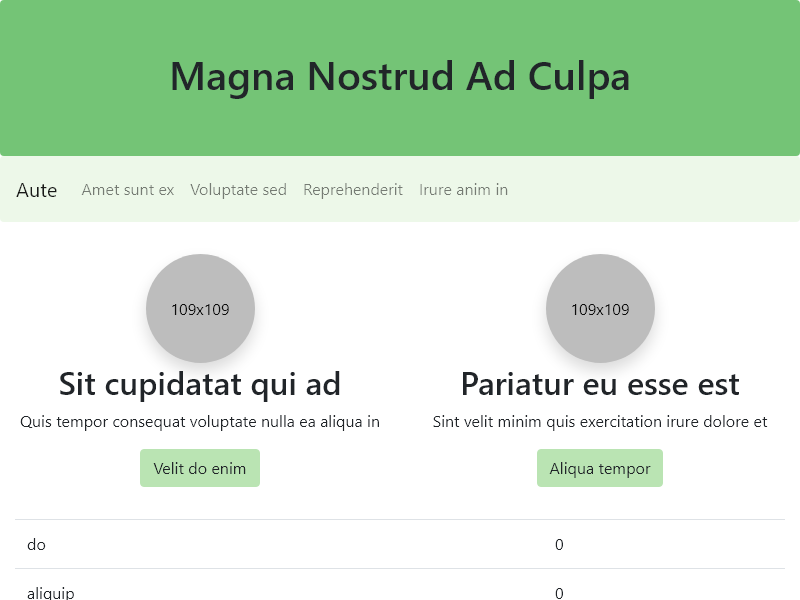 Magna Nostrud Ad Culpa
Aute Amet sunt ex Voluptate sed Reprehenderit Irure anim in
109x109 109x109
Sit cupidatat qui ad Pariatur eu esse est
Quis tempor consequat voluptate nulla ea aliqua in Sint velit minim quis exercitation irure dolore et
Velit do enim Aliqua tempor
do 0
aliquip 0